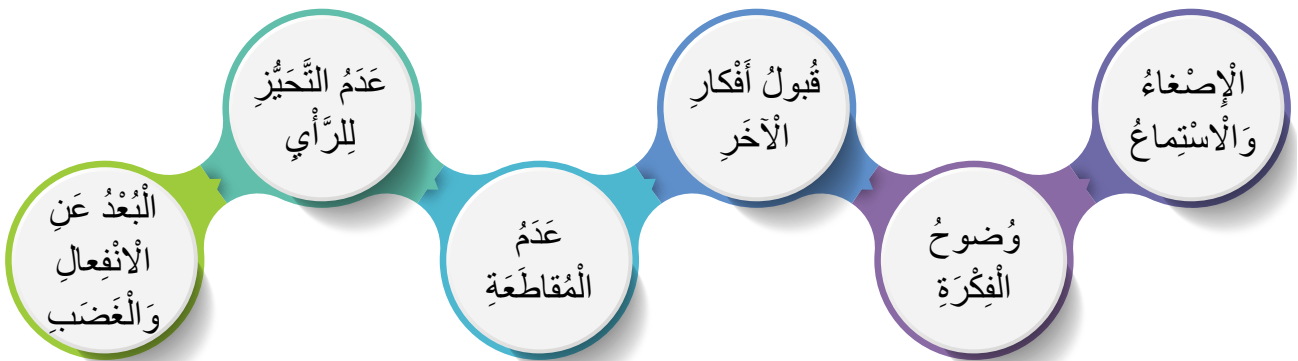 الْإِصْغاءُ
وَالْاسْتِماعُ
وُضوحُ
الْفِكْرَةِ
قُبولُ أَفْكارِ
الْآخَرِ
عَدَمُ
الْمُقاطَعَةِ
عَدَمُ التَّحَيُّزِ
لِلرَّأْيِ
الْبُعْدُ عَنِ
الْانْفِعالِ
وَالْغَضَبِ